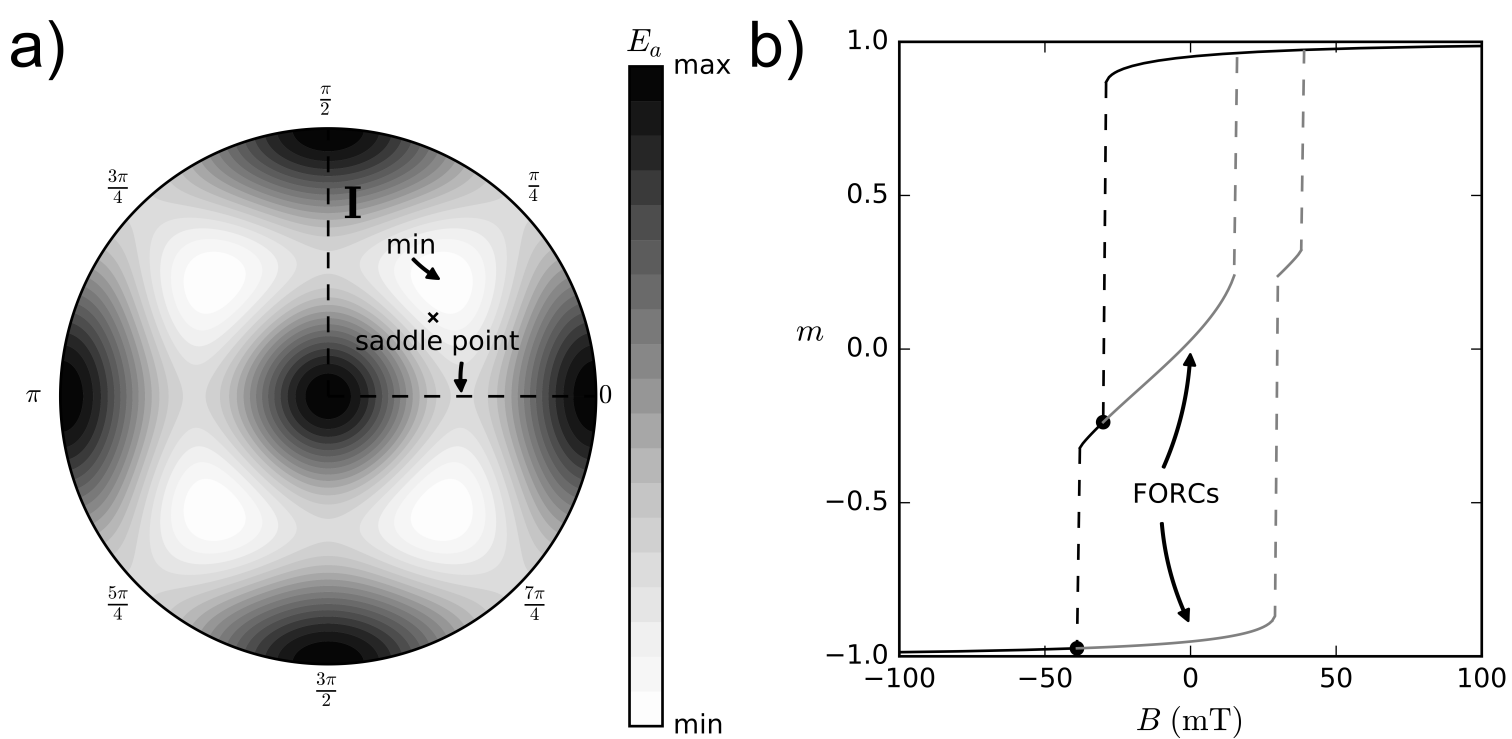 a)
E_a
max
min
π/2
3π/4
π/4
I
min
saddle point
π
0
5π/4
7π/4
3π/2
b)
1.0
0.5
0.0
−0.5
−1.0
m
FORCs
−100
−50
0
50
100
B (mT)